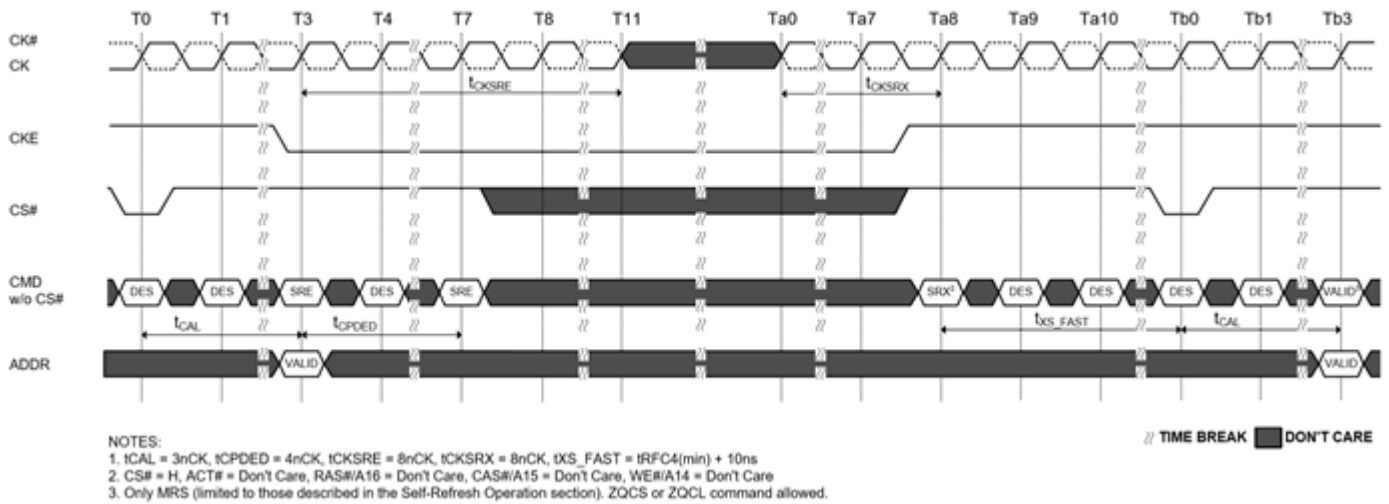 T0 T1 T3 T4 T7 T8 T11 Ta0 Ta7 Ta8 Ta9 Ta10 Tb0 Tb1 Tb3
CK#
CK
tCKSRE tCKSRX
CKE
CS#
CMD
w/o CS#
DES DES SRE DES SRE SRX² DES DES DES DES VALID³
tCAL tCPDED tXS_FAST tCAL
ADDR
VALID VALID
TIME BREAK DON'T CARE
NOTES:
1. tCAL = 3nCK, tCPDED = 4nCK, tCKSRE = 8nCK, tCKSRX = 8nCK, tXS_FAST = tRFC4(min) + 10ns
2. CS# = H, ACT# = Don't Care, RAS#/A16 = Don't Care, CAS#/A15 = Don't Care, WE#/A14 = Don't Care
3. Only MRS (limited to those described in the Self-Refresh Operation section). ZQCS or ZQCL command allowed.